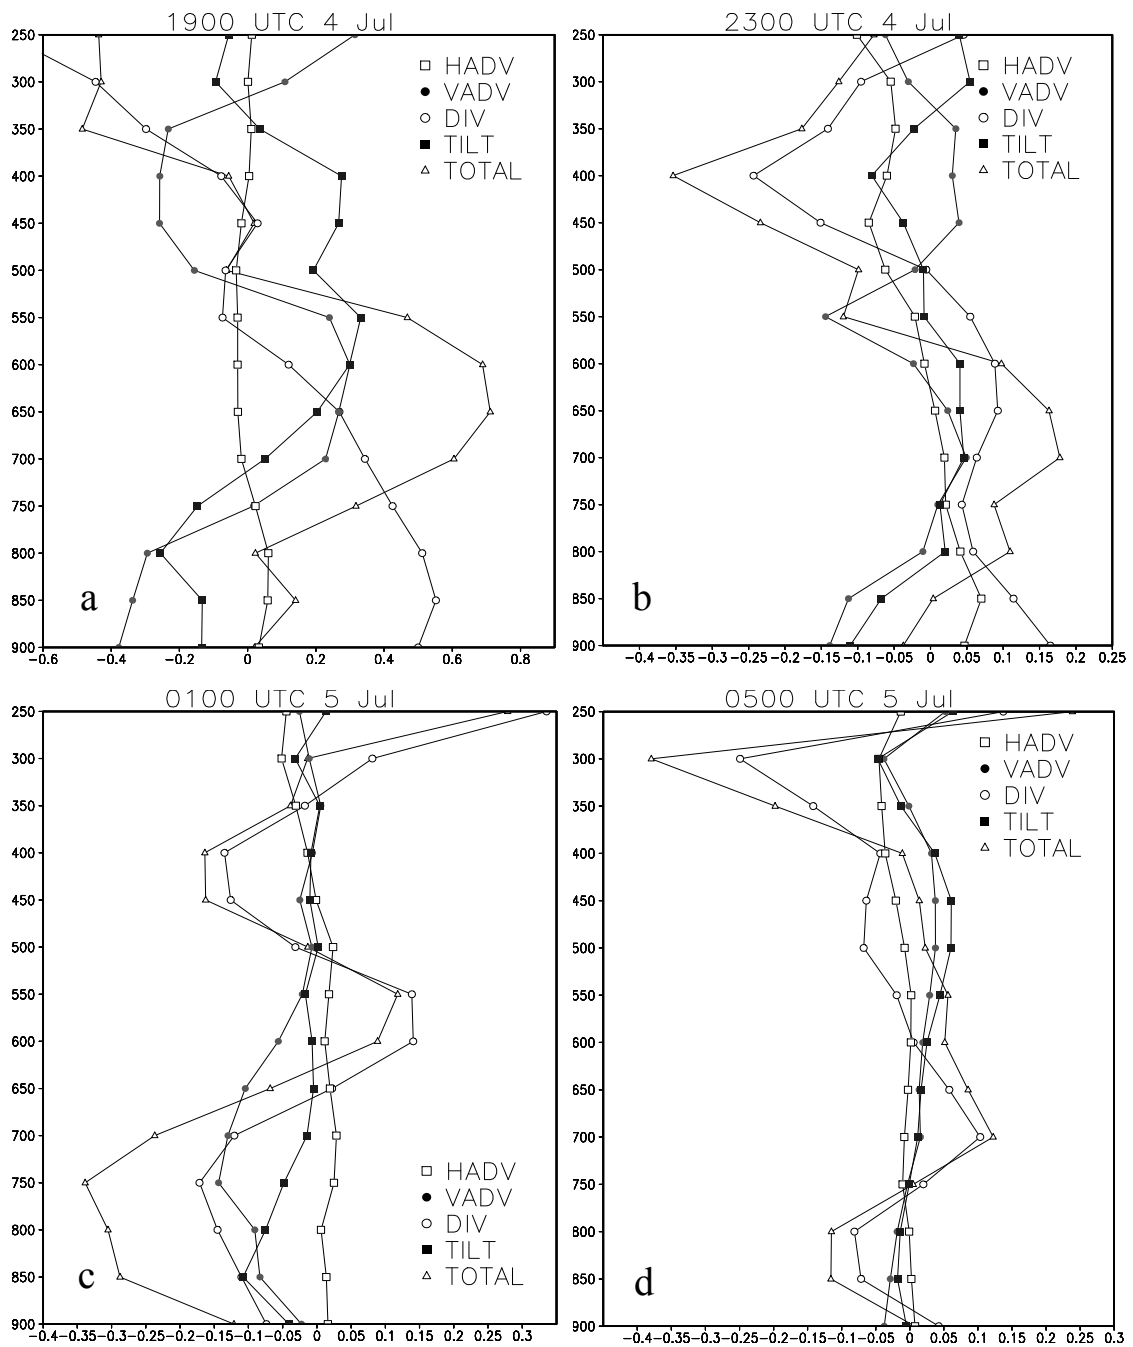 1900 UTC 4 Jul
250
300
350
400
450
500
550
600
650
700
750
800
850
900
HADV
VADV
DIV
TILT
TOTAL
a
-0.6 -0.4 -0.2 0 0.2 0.4 0.6 0.8
2300 UTC 4 Jul
250
300
350
400
450
500
550
600
650
700
750
800
850
900
HADV
VADV
DIV
TILT
TOTAL
b
-0.4 -0.35 -0.3 -0.25 -0.2 -0.15 -0.1 -0.05 0 0.05 0.1 0.15 0.2 0.25
0100 UTC 5 Jul
250
300
350
400
450
500
550
600
650
700
750
800
850
900
HADV
VADV
DIV
TILT
TOTAL
c
-0.4 -0.35 -0.3 -0.25 -0.2 -0.15 -0.1 -0.05 0 0.05 0.1 0.15 0.2 0.25 0.3
0500 UTC 5 Jul
250
300
350
400
450
500
550
600
650
700
750
800
850
900
HADV
VADV
DIV
TILT
TOTAL
d
-0.4 -0.35 -0.3 -0.25 -0.2 -0.15 -0.1 -0.05 0 0.05 0.1 0.15 0.2 0.25 0.3